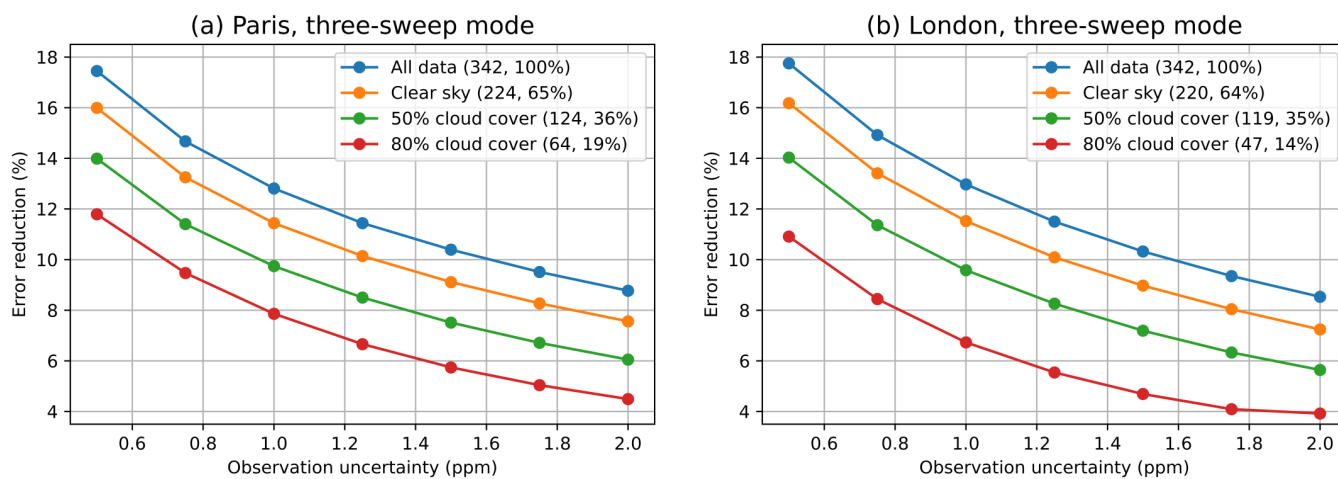 (a) Paris, three-sweep mode
18
16
14
12
10
8
6
4
Error reduction (%)
All data (342, 100%)
Clear sky (224, 65%)
50% cloud cover (124, 36%)
80% cloud cover (64, 19%)
0.6 0.8 1.0 1.2 1.4 1.6 1.8 2.0
Observation uncertainty (ppm)
(b) London, three-sweep mode
18
16
14
12
10
8
6
4
Error reduction (%)
All data (342, 100%)
Clear sky (220, 64%)
50% cloud cover (119, 35%)
80% cloud cover (47, 14%)
0.6 0.8 1.0 1.2 1.4 1.6 1.8 2.0
Observation uncertainty (ppm)